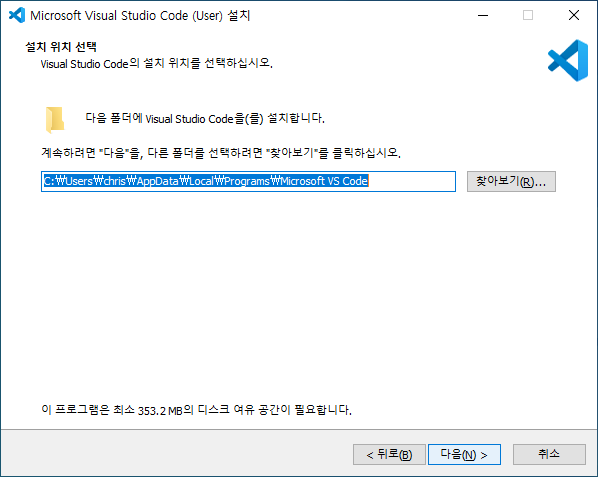 Microsoft Visual Studio Code (User) 설치
설치 위치 선택
Visual Studio Code의 설치 위치를 선택하십시오.
다음 폴더에 Visual Studio Code을(를) 설치합니다.
계속하려면 "다음"을, 다른 폴더를 선택하려면 "찾아보기"를 클릭하십시오.
C:₩Users₩chris₩AppData₩Local₩Programs₩Microsoft VS Code
찾아보기(R)...
이 프로그램은 최소 353.2 MB의 디스크 여유 공간이 필요합니다.
< 뒤로(B)
다음(N) >
취소